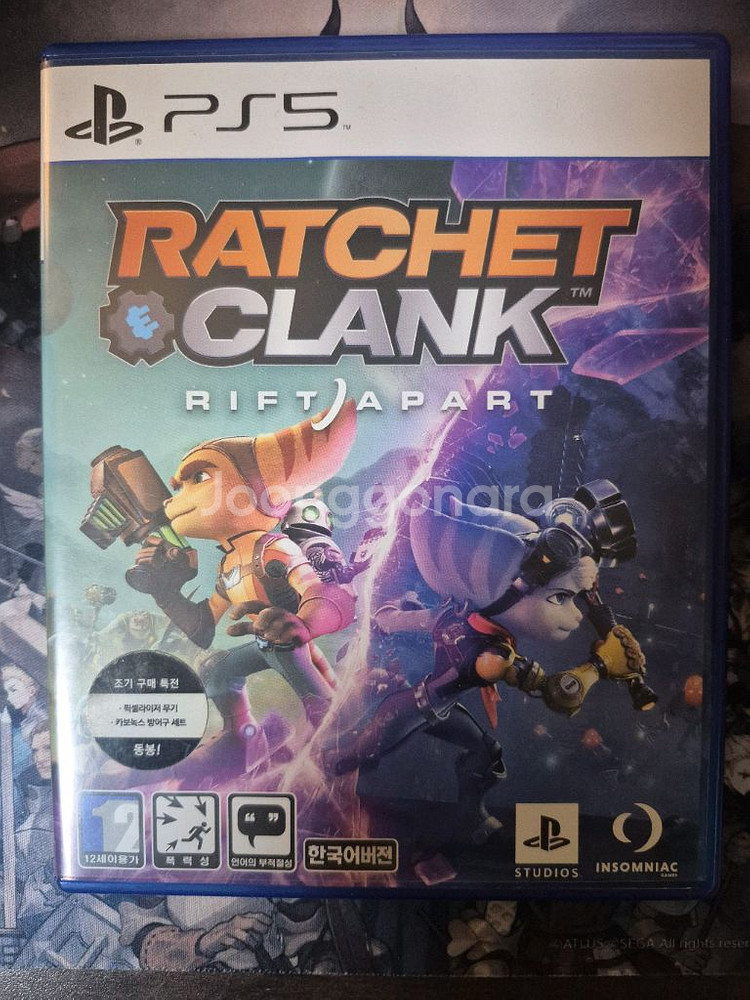 PS5
RATCHET
CLANK™
RIFT APART
Joonggonara
조기 구매 특전
· 픽셀라이저 무기
· 카보녹스 방어구 세트
동봉!
12
12세이용가
폭력성
언어의 부적절성
한국어버전
STUDIOS
INSOMNIAC
GAMES
© ATLUS © SEGA All rights rese